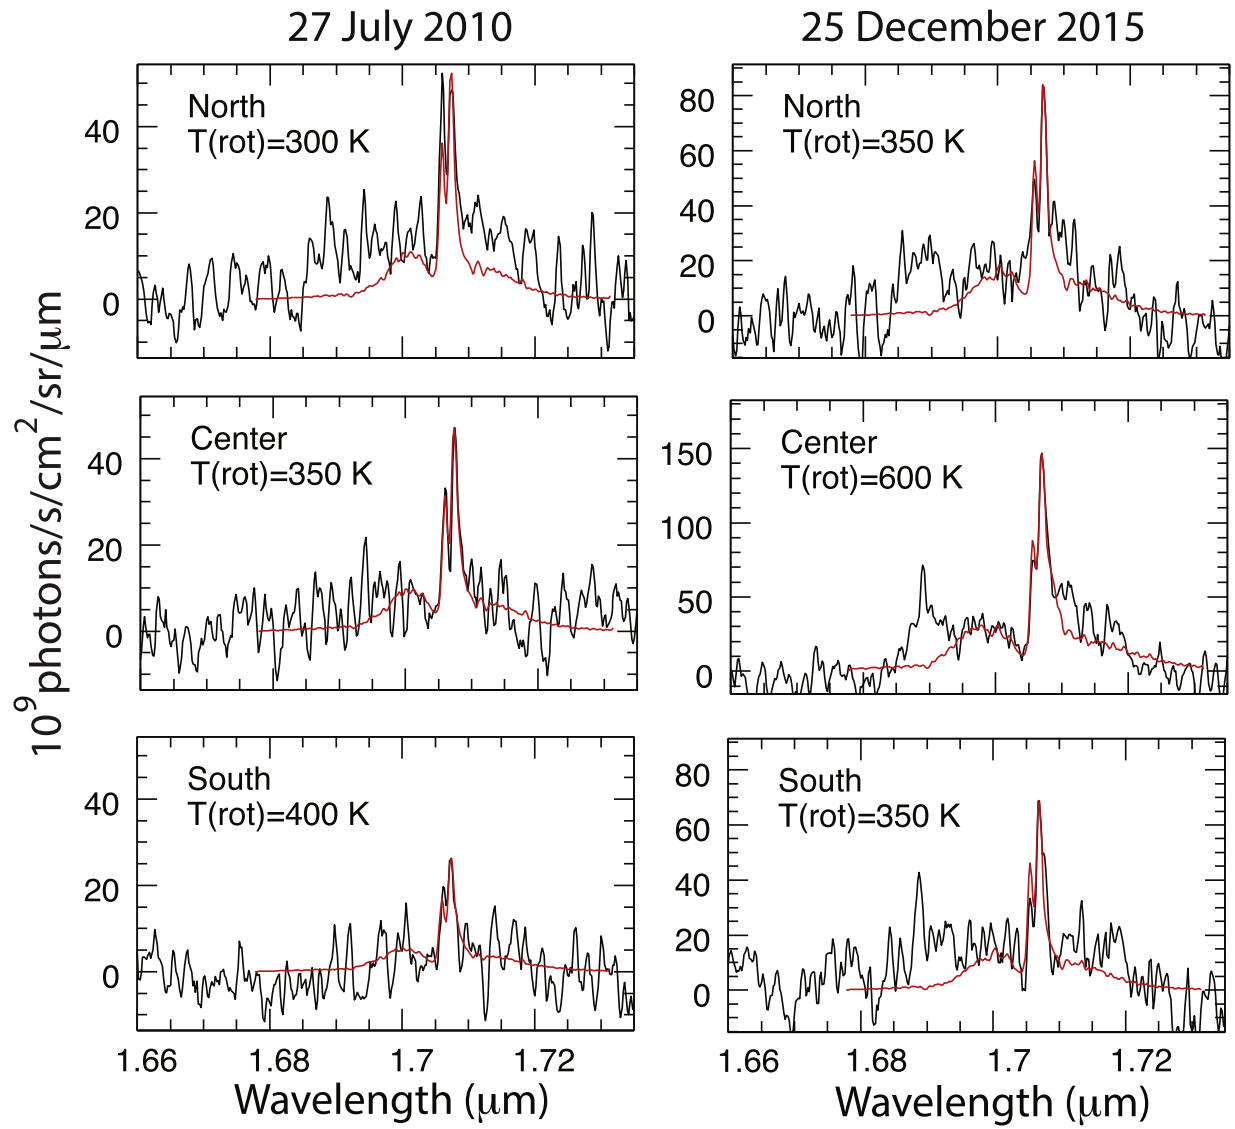 27 July 2010
25 December 2015
10⁹ photons/s/cm²/sr/μm
North
T(rot)=300 K
40
20
0
North
T(rot)=350 K
80
60
40
20
0
Center
T(rot)=350 K
40
20
0
Center
T(rot)=600 K
150
100
50
0
South
T(rot)=400 K
40
20
0
South
T(rot)=350 K
80
60
40
20
0
1.66 1.68 1.7 1.72
1.66 1.68 1.7 1.72
Wavelength (μm)
Wavelength (μm)